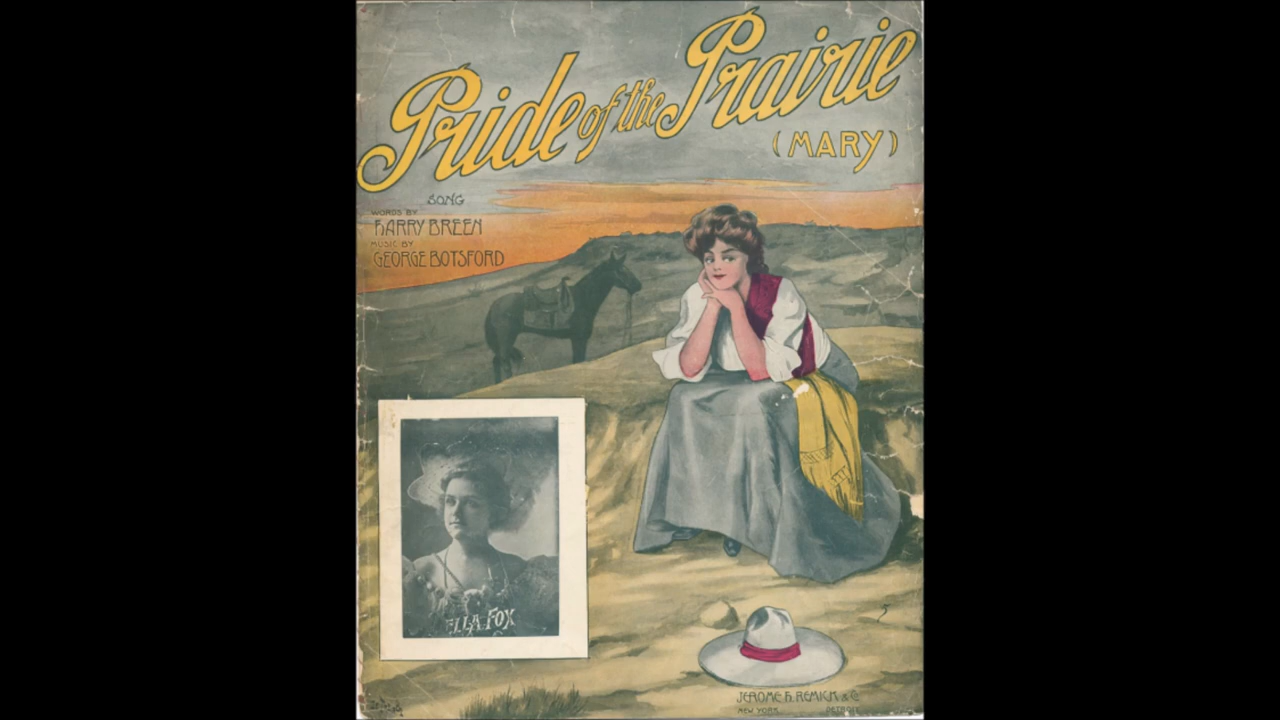 Pride of the Prairie
(MARY)
SONG
WORDS BY
HARRY BREEN
MUSIC BY
GEORGE BOTSFORD
ELLA FOX
JEROME H. REMICK & Co
NEW YORK DETROIT